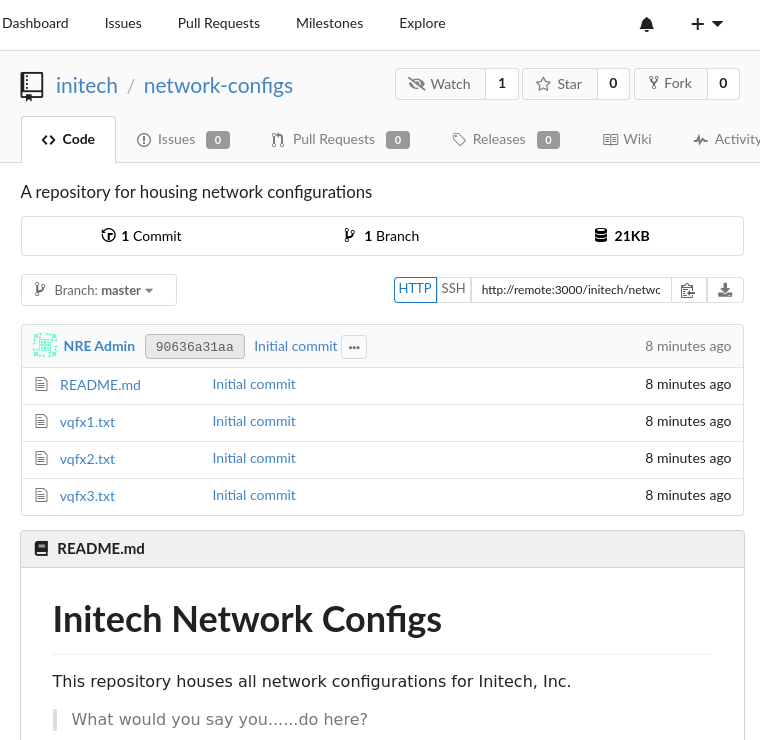 Dashboard Issues Pull Requests Milestones Explore
initech / network-configs Watch 1 Star 0 Fork 0
Code Issues 0 Pull Requests 0 Releases 0 Wiki Activity
A repository for housing network configurations
1 Commit 1 Branch 21KB
Branch: master HTTP SSH http://remote:3000/initech/netwc
NRE Admin 90636a31aa Initial commit ... 8 minutes ago
README.md Initial commit 8 minutes ago
vqfx1.txt Initial commit 8 minutes ago
vqfx2.txt Initial commit 8 minutes ago
vqfx3.txt Initial commit 8 minutes ago
README.md
Initech Network Configs
This repository houses all network configurations for Initech, Inc.
What would you say you......do here?